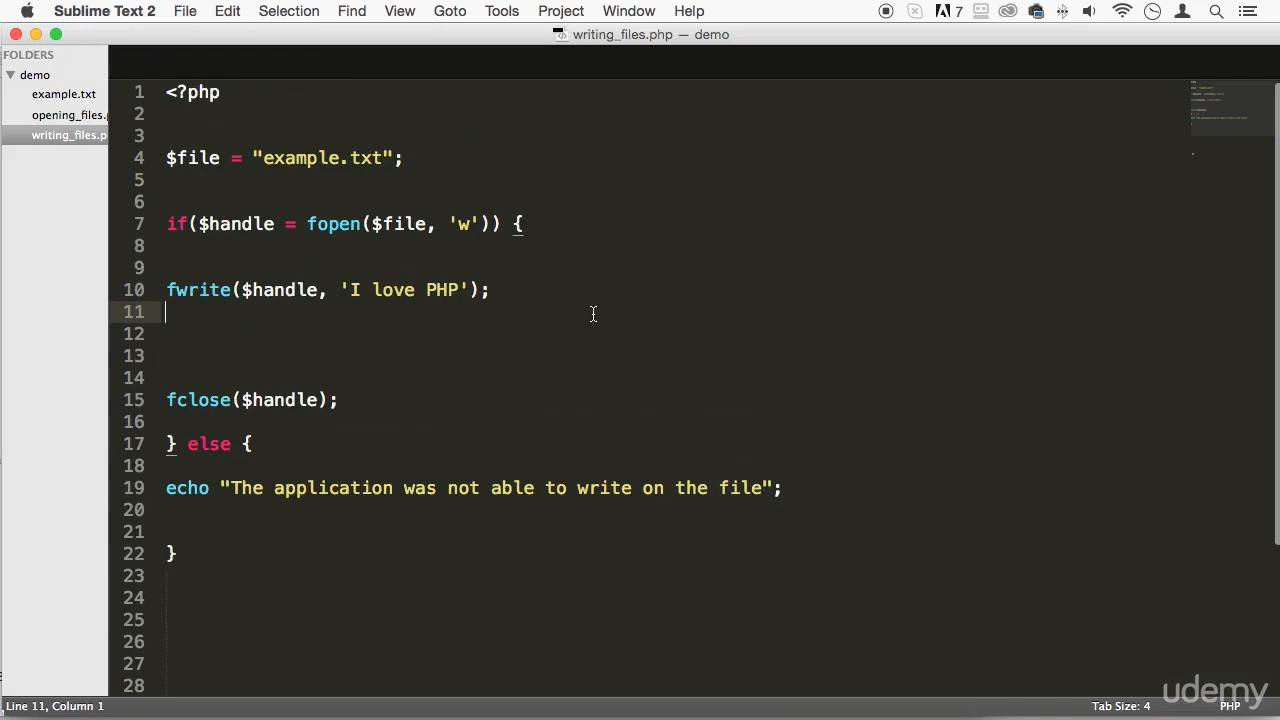 Sublime Text 2 File Edit Selection Find View Goto Tools Project Window Help 7
writing_files.php — demo
FOLDERS
demo
example.txt
opening_files.p
writing_files.p
1 <?php
2
3
4 $file = "example.txt";
5
6
7 if($handle = fopen($file, 'w')) {
8
9
10 fwrite($handle, 'I love PHP');
11
12
13
14
15 fclose($handle);
16
17 } else {
18
19 echo "The application was not able to write on the file";
20
21
22 }
23
24
25
26
27
28
udemy
Line 11, Column 1 Tab Size: 4 PHP